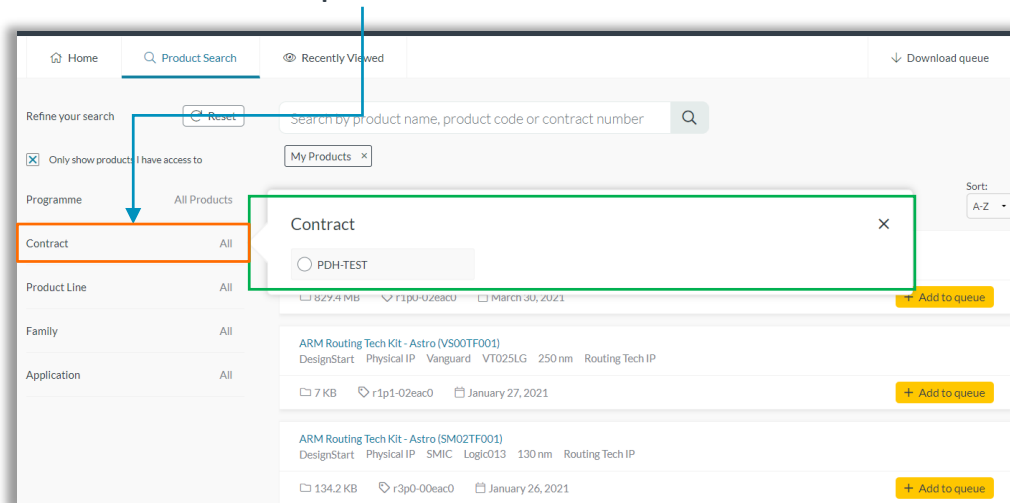 Home
Product Search
Recently Viewed
Download queue
Refine your search
Reset
Search by product name, product code or contract number
Only show products I have access to
My Products ×
Programme All Products
Sort:
A-Z
Contract All
Contract
PDH-TEST
Product Line All
829.4 MB r1p0-02eac0 March 30, 2021
+ Add to queue
Family All
ARM Routing Tech Kit - Astro (VS00TF001)
DesignStart Physical IP Vanguard VT025LG 250 nm Routing Tech IP
Application All
7 KB r1p1-02eac0 January 27, 2021
+ Add to queue
ARM Routing Tech Kit - Astro (SM02TF001)
DesignStart Physical IP SMIC Logic013 130 nm Routing Tech IP
134.2 KB r3p0-00eac0 January 26, 2021
+ Add to queue